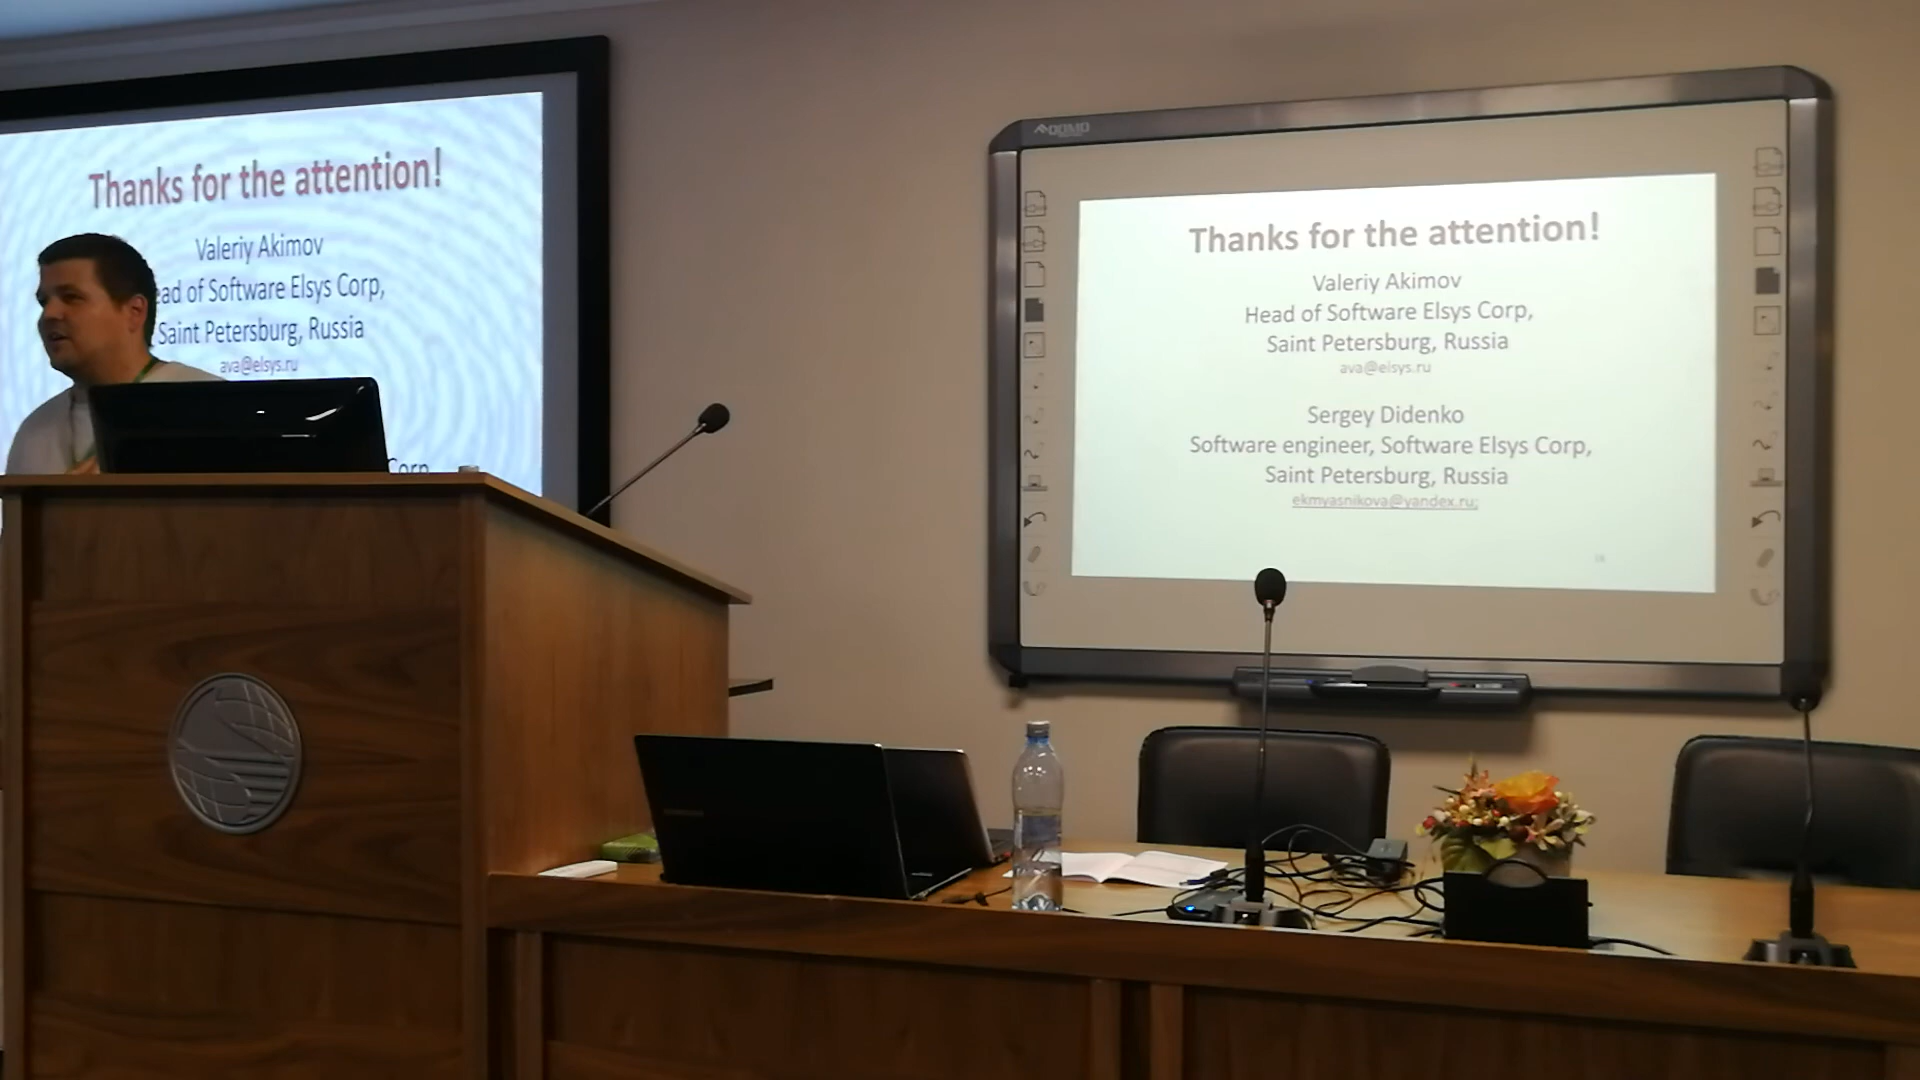 Thanks for the attention!
Valeriy Akimov
ead of Software Elsys Corp,
Saint Petersburg, Russia
ava@elsys.ru
Corp
QOMO
Thanks for the attention!
Valeriy Akimov
Head of Software Elsys Corp,
Saint Petersburg, Russia
ava@elsys.ru
Sergey Didenko
Software engineer, Software Elsys Corp,
Saint Petersburg, Russia
ekmyasnikova@yandex.ru;